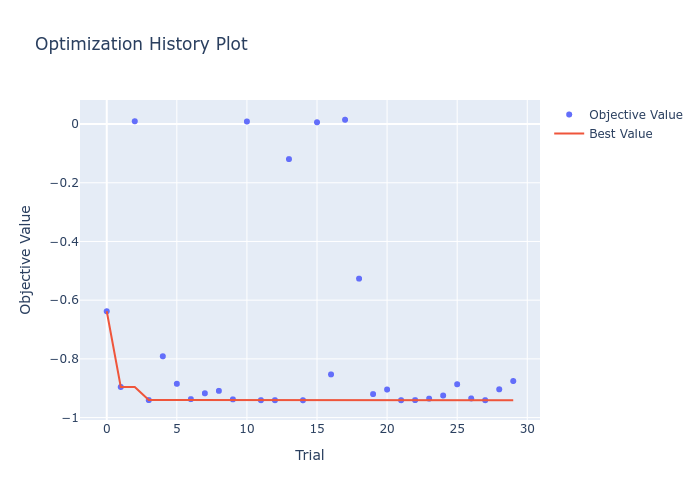 Optimization History Plot
Objective Value
Best Value
0
−0.2
−0.4
−0.6
−0.8
−1
0 5 10 15 20 25 30
Trial
Objective Value